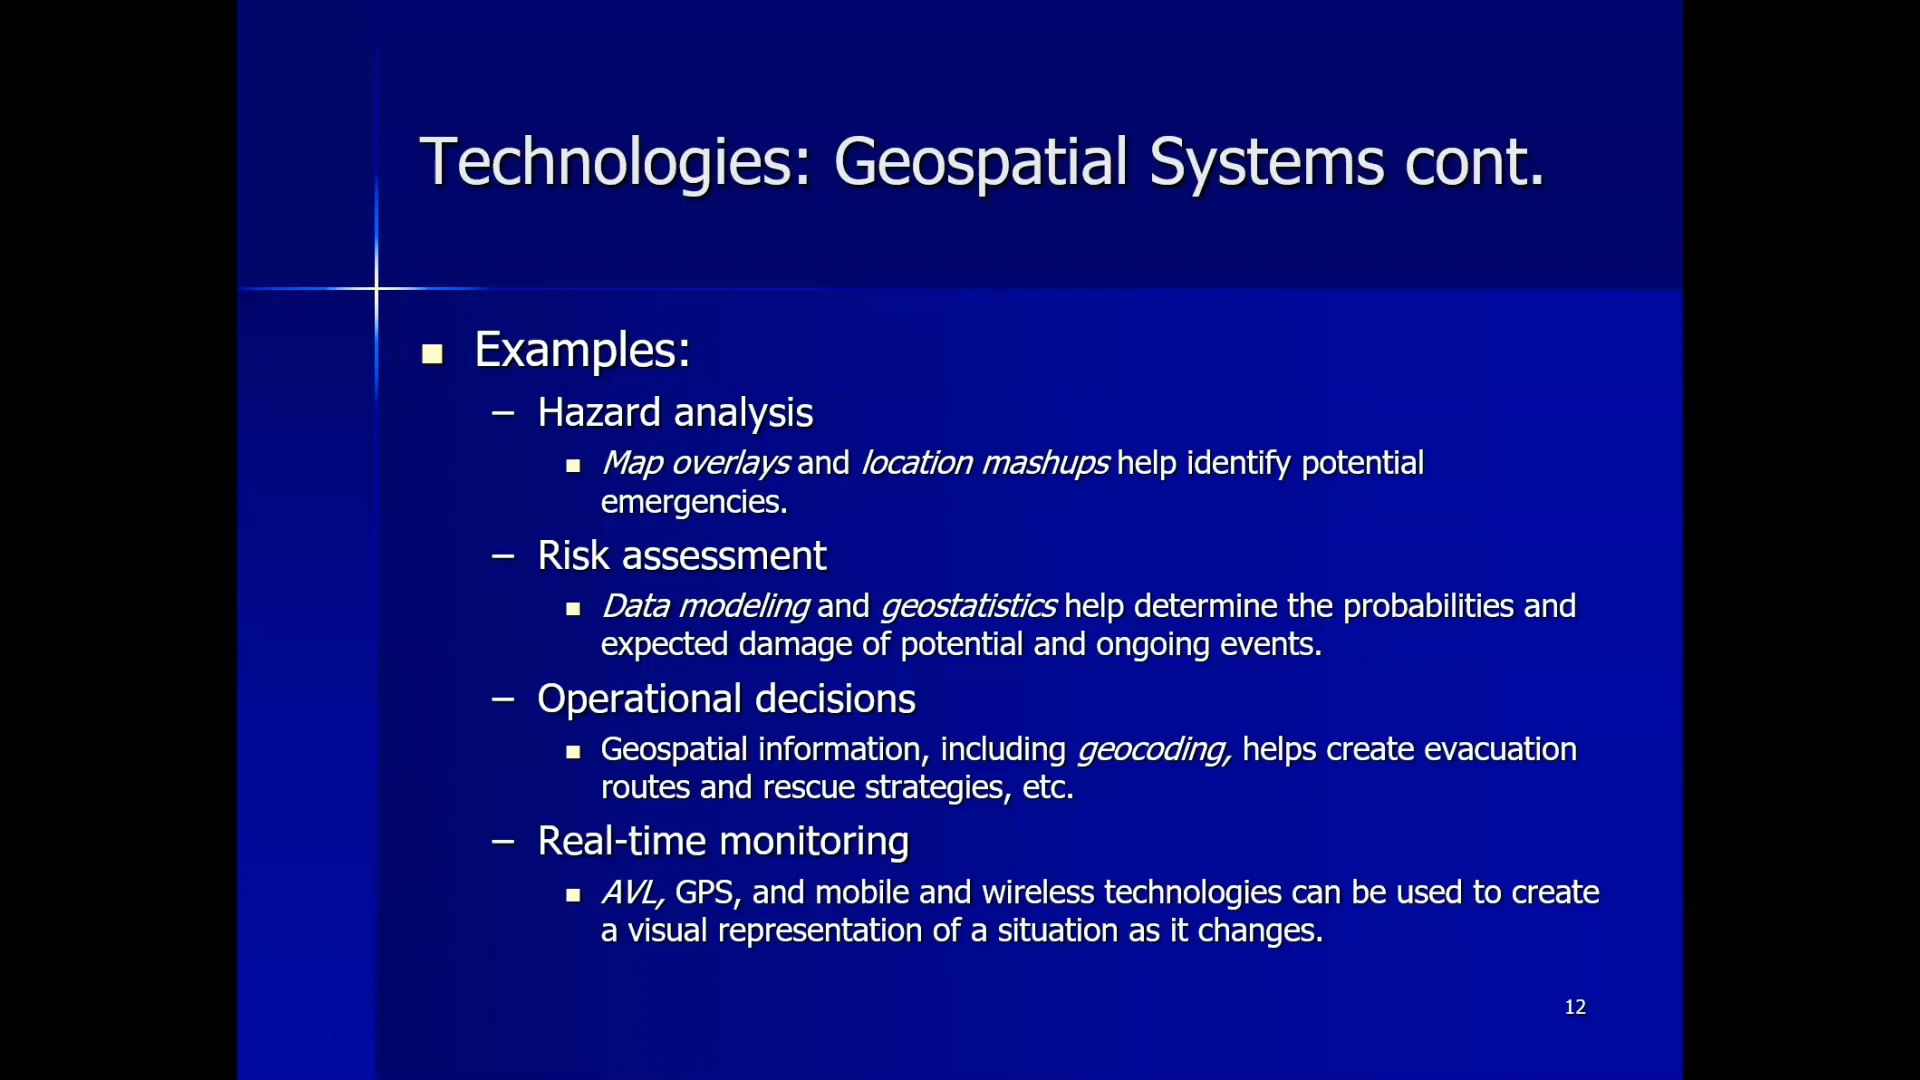 Technologies: Geospatial Systems cont.
Examples:
– Hazard analysis
Map overlays and location mashups help identify potential
emergencies.
– Risk assessment
Data modeling and geostatistics help determine the probabilities and
expected damage of potential and ongoing events.
– Operational decisions
Geospatial information, including geocoding, helps create evacuation
routes and rescue strategies, etc.
– Real-time monitoring
AVL, GPS, and mobile and wireless technologies can be used to create
a visual representation of a situation as it changes.
12